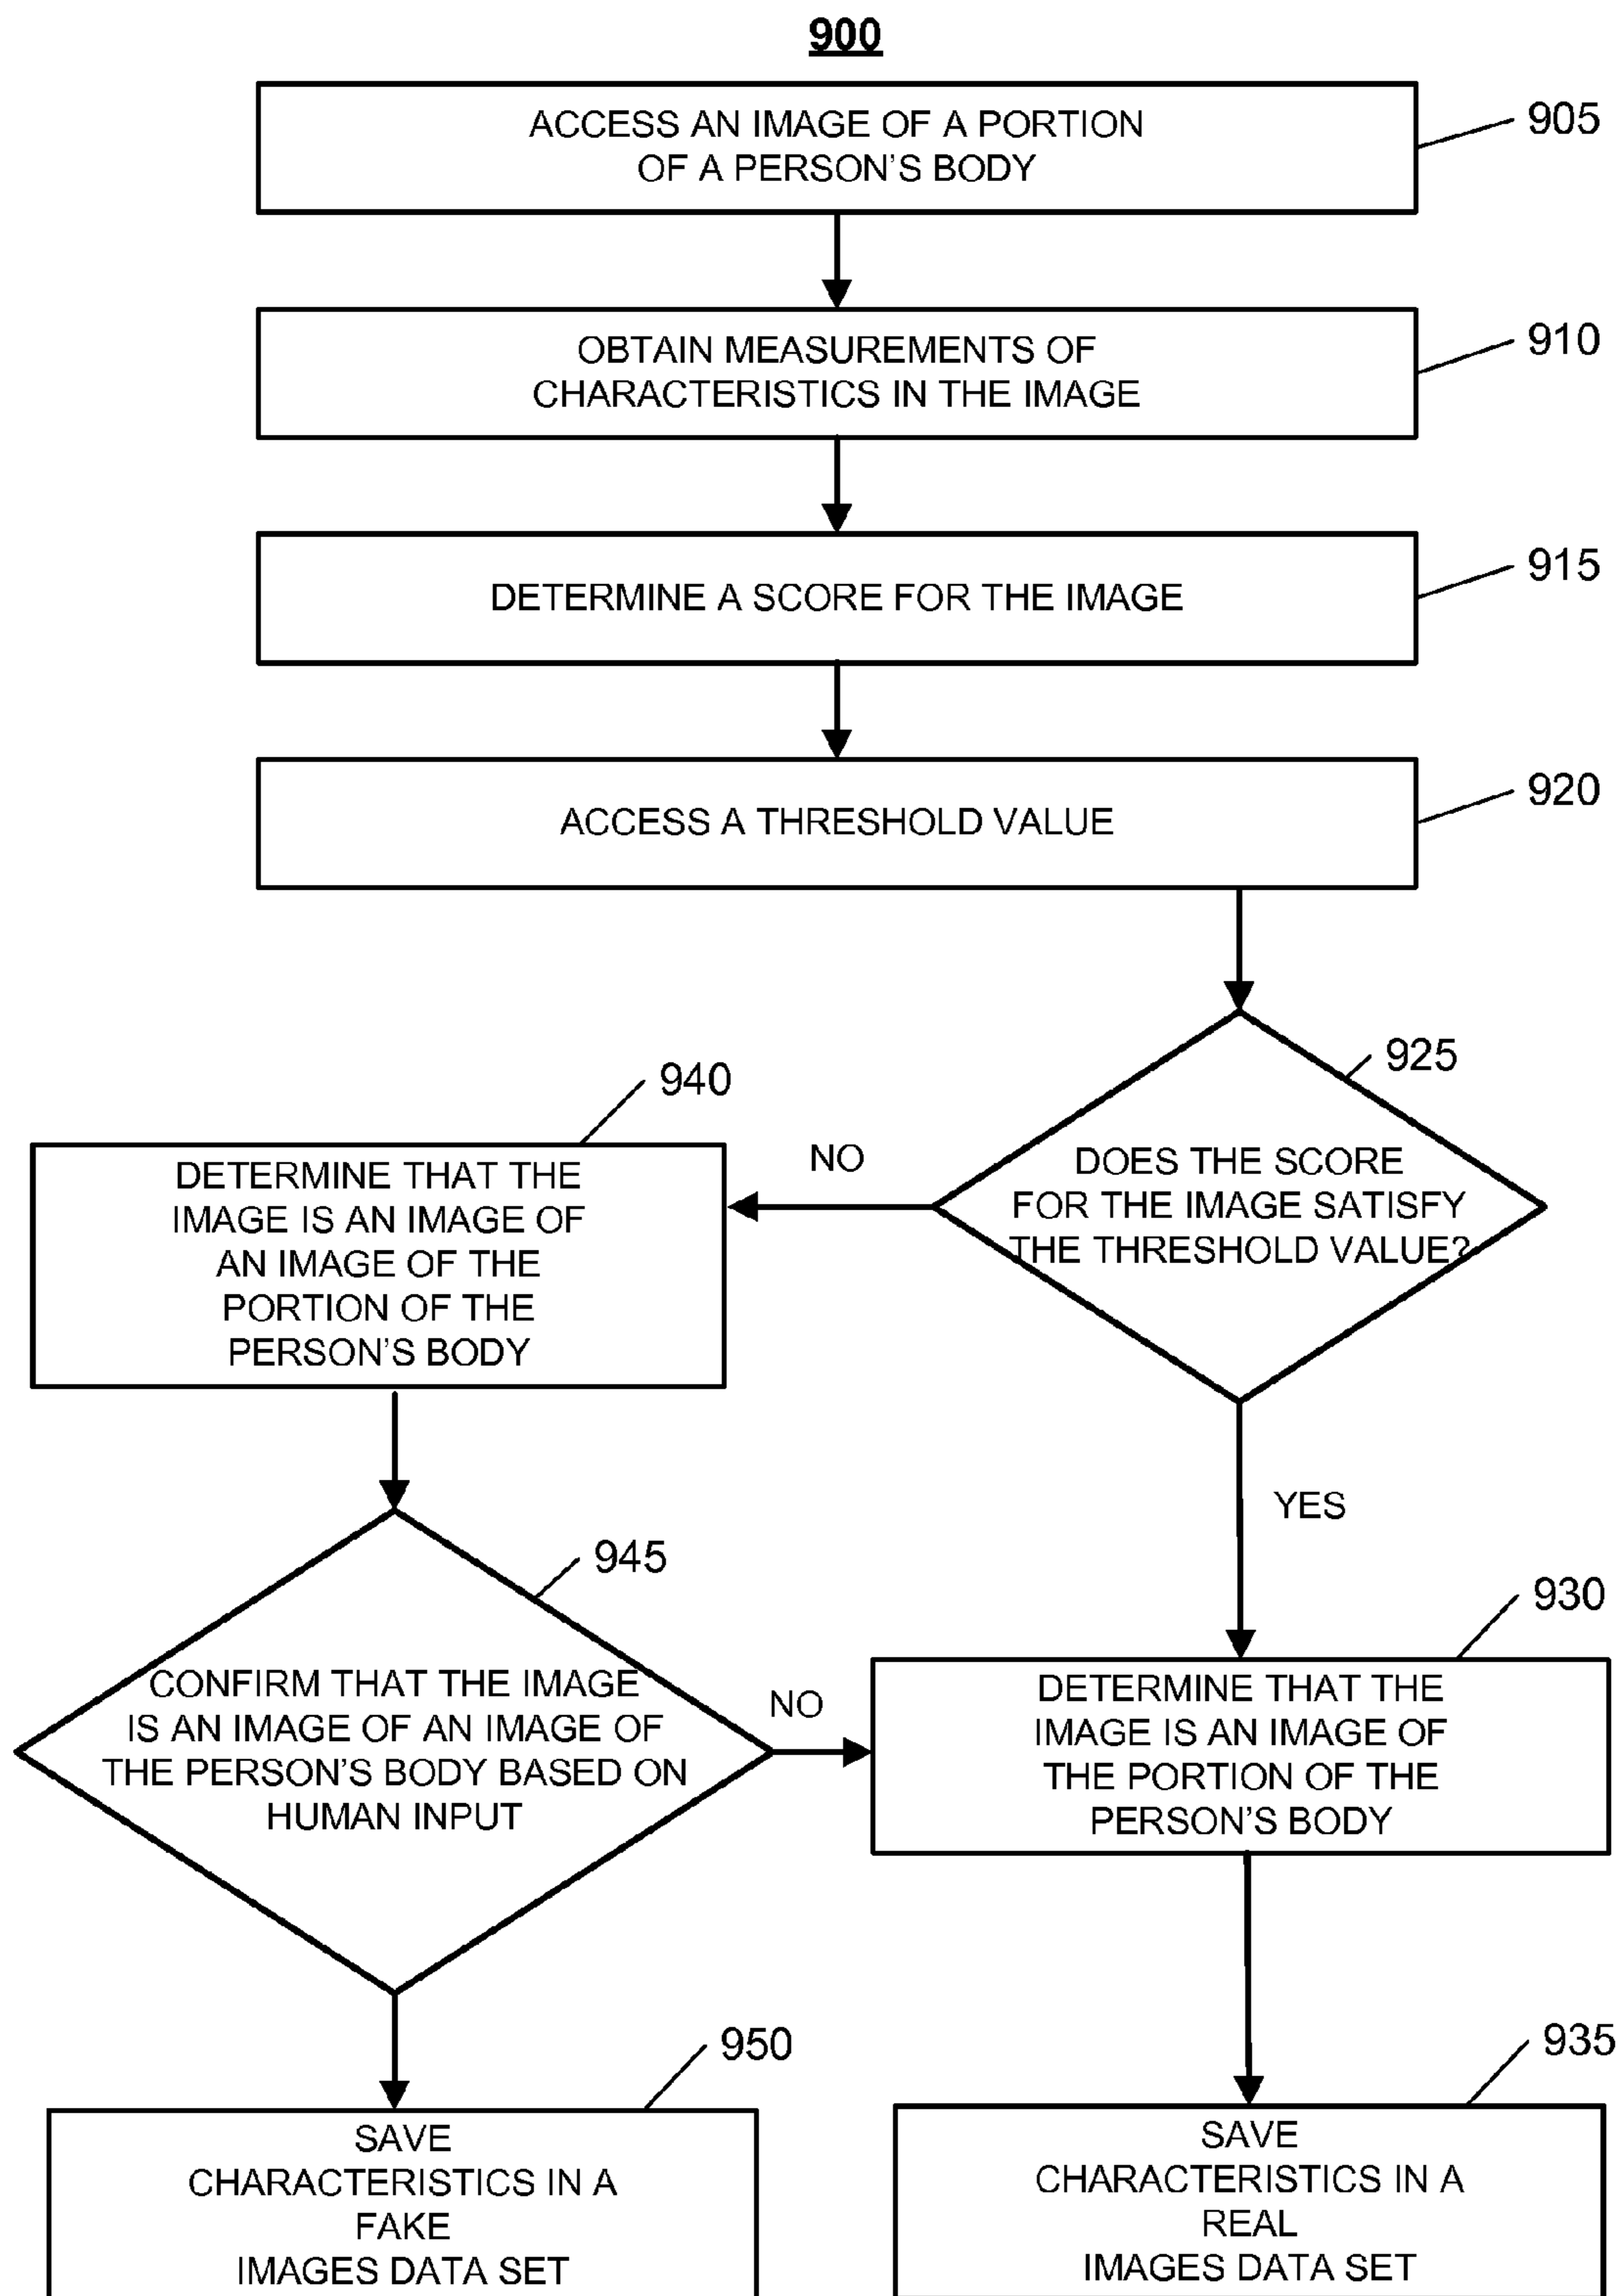 900
ACCESS AN IMAGE OF A PORTION
OF A PERSON'S BODY
905
OBTAIN MEASUREMENTS OF
CHARACTERISTICS IN THE IMAGE
910
DETERMINE A SCORE FOR THE IMAGE
915
ACCESS A THRESHOLD VALUE
920
925
DOES THE SCORE
FOR THE IMAGE SATISFY
THE THRESHOLD VALUE?
NO
940
DETERMINE THAT THE
IMAGE IS AN IMAGE OF
AN IMAGE OF THE
PORTION OF THE
PERSON'S BODY
YES
945
CONFIRM THAT THE IMAGE
IS AN IMAGE OF AN IMAGE OF
THE PERSON'S BODY BASED ON
HUMAN INPUT
NO
930
DETERMINE THAT THE
IMAGE IS AN IMAGE OF
THE PORTION OF THE
PERSON'S BODY
950
SAVE
CHARACTERISTICS IN A
FAKE
IMAGES DATA SET
935
SAVE
CHARACTERISTICS IN A
REAL
IMAGES DATA SET